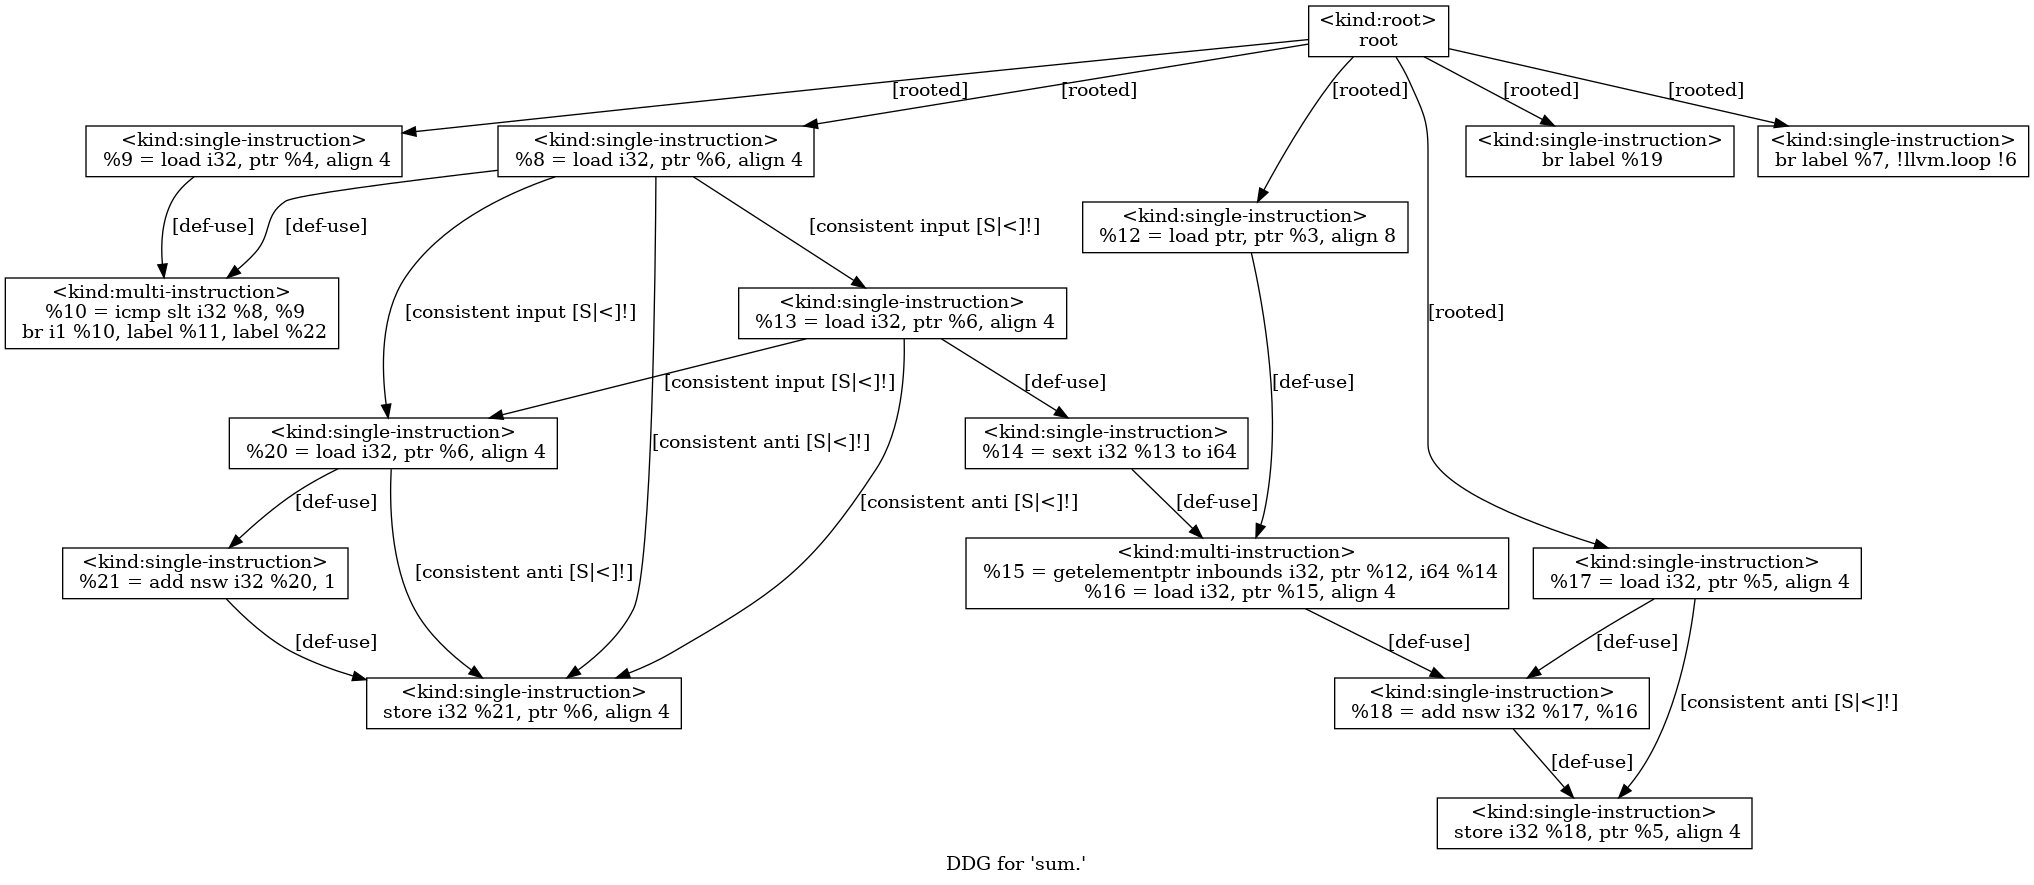 <kind:root>
root
[rooted]
[rooted]
[rooted]
[rooted]
[rooted]
<kind:single-instruction>
%9 = load i32, ptr %4, align 4
<kind:single-instruction>
%8 = load i32, ptr %6, align 4
<kind:single-instruction>
br label %19
<kind:single-instruction>
br label %7, !llvm.loop !6
[def-use]
[def-use]
[consistent input [S|<]!]
<kind:single-instruction>
%12 = load ptr, ptr %3, align 8
<kind:multi-instruction>
%10 = icmp slt i32 %8, %9
br i1 %10, label %11, label %22
[consistent input [S|<]!]
<kind:single-instruction>
%13 = load i32, ptr %6, align 4
[rooted]
[consistent input [S|<]!]
[def-use]
[def-use]
<kind:single-instruction>
%20 = load i32, ptr %6, align 4
[consistent anti [S|<]!]
<kind:single-instruction>
%14 = sext i32 %13 to i64
[def-use]
[consistent anti [S|<]!]
[def-use]
<kind:single-instruction>
%21 = add nsw i32 %20, 1
[consistent anti [S|<]!]
<kind:multi-instruction>
%15 = getelementptr inbounds i32, ptr %12, i64 %14
%16 = load i32, ptr %15, align 4
<kind:single-instruction>
%17 = load i32, ptr %5, align 4
[def-use]
[def-use]
[def-use]
<kind:single-instruction>
store i32 %21, ptr %6, align 4
<kind:single-instruction>
%18 = add nsw i32 %17, %16
[consistent anti [S|<]!]
[def-use]
<kind:single-instruction>
store i32 %18, ptr %5, align 4
DDG for 'sum.'